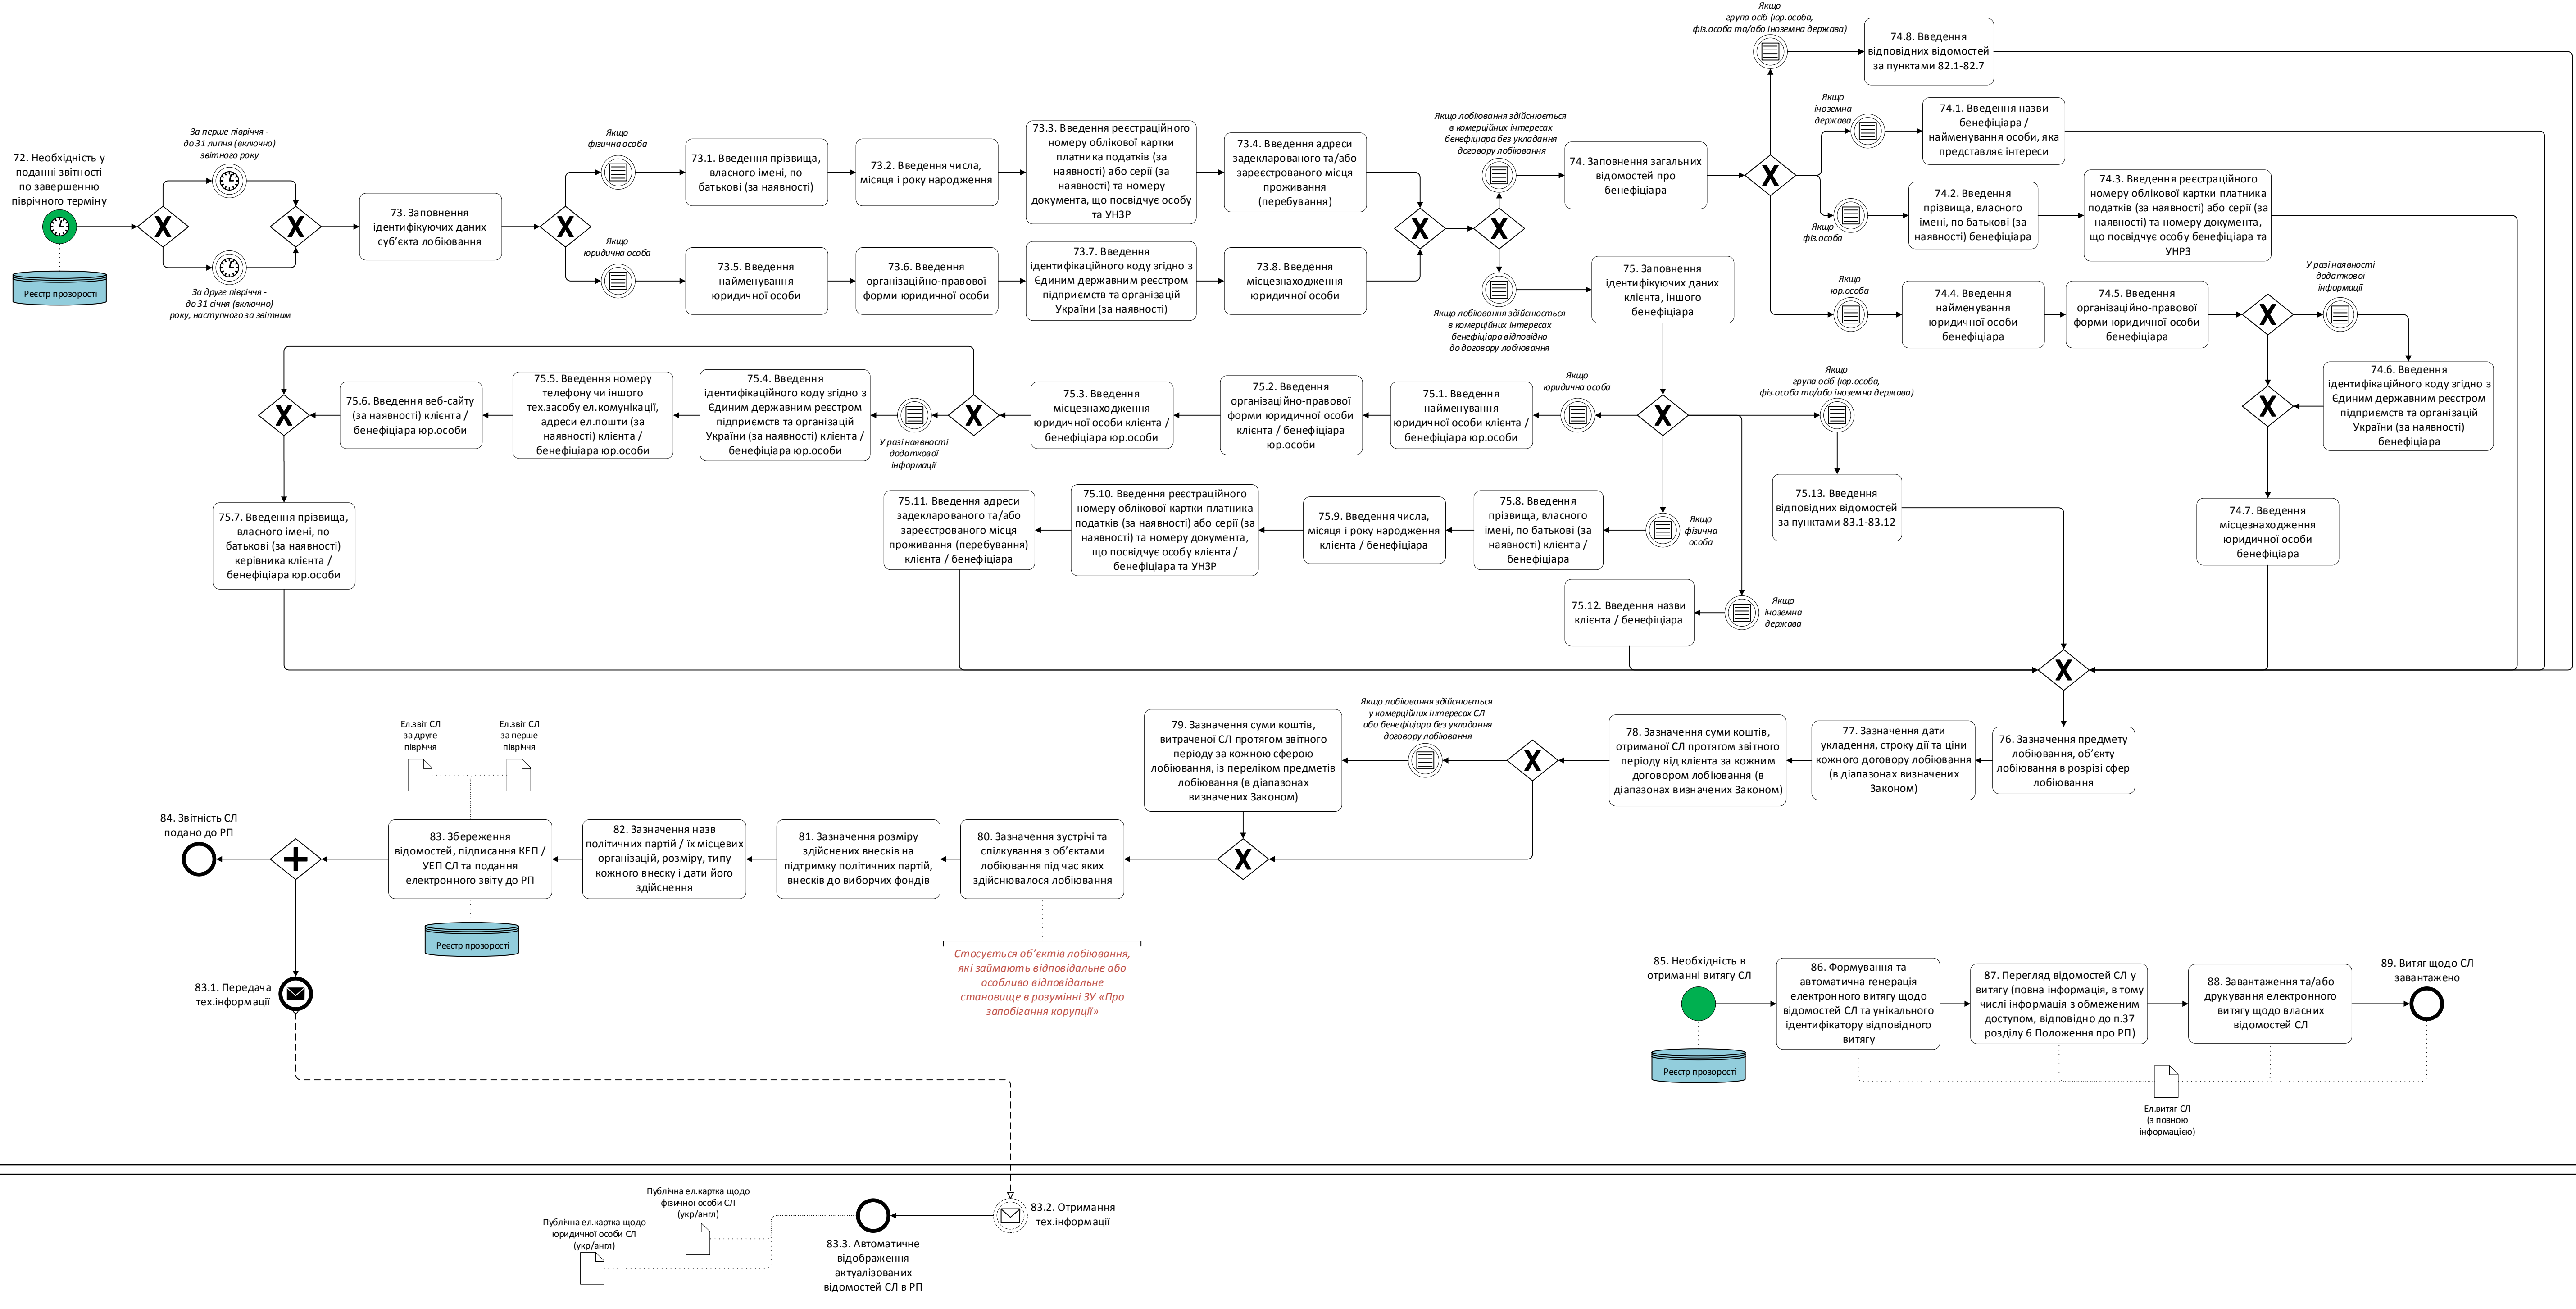 72. Необхідність у
поданні звітності
по завершенню
піврічного терміну
Реєстр прозорості
За перше півріччя -
до 31 липня (включно)
звітного року
За друге півріччя -
до 31 січня (включно)
року, наступного за звітним
73. Заповнення
ідентифікуючих даних
суб’єкта лобіювання
Якщо
фізична особа
73.1. Введення прізвища,
власного імені, по
батькові (за наявності)
73.2. Введення числа,
місяця і року народження
73.3. Введення реєстраційного
номеру облікової картки
платника податків (за
наявності) або серії (за
наявності) та номеру
документа, що посвідчує особу
та УНЗР
73.4. Введення адреси
задекларованого та/або
зареєстрованого місця
проживання
(перебування)
Якщо
юридична особа
73.5. Введення
найменування
юридичної особи
73.6. Введення
організаційно-правової
форми юридичної особи
73.7. Введення
ідентифікаційного коду згідно з
Єдиним державним реєстром
підприємств та організацій
України (за наявності)
73.8. Введення
місцезнаходження
юридичної особи
Якщо лобіювання здійснюється
в комерційних інтересах
бенефіціара без укладання
договору лобіювання
74. Заповнення загальних
відомостей про
бенефіціара
Якщо лобіювання здійснюється
в комерційних інтересах
бенефіціара відповідно
до договору лобіювання
75. Заповнення
ідентифікуючих даних
клієнта, іншого
бенефіціара
Якщо
група осіб (юр.особа,
фіз.особа та/або іноземна держава)
74.8. Введення
відповідних відомостей
за пунктами 82.1-82.7
Якщо
іноземна
держава
74.1. Введення назви
бенефіціара /
найменування особи, яка
представляє інтереси
Якщо
фіз.особа
74.2. Введення
прізвища, власного
імені, по батькові (за
наявності) бенефіціара
74.3. Введення реєстраційного
номеру облікової картки платника
податків (за наявності) або серії (за
наявності) та номеру документа,
що посвідчує особу бенефіціара та
УНРЗ
Якщо
юр.особа
74.4. Введення
найменування
юридичної особи
бенефіціара
74.5. Введення
організаційно-правової
форми юридичної особи
бенефіціара
У разі наявності
додаткової
інформації
74.6. Введення
ідентифікаційного коду згідно з
Єдиним державним реєстром
підприємств та організацій
України (за наявності)
бенефіціара
74.7. Введення
місцезнаходження
юридичної особи
бенефіціара
Якщо
юридична особа
75.1. Введення
найменування
юридичної особи клієнта
/ бенефіціара юр.особи
75.2. Введення
організаційно-правової
форми юридичної особи
клієнта / бенефіціара
юр.особи
75.3. Введення
місцезнаходження
юридичної особи клієнта /
бенефіціара юр.особи
У разі наявності
додаткової
інформації
75.4. Введення
ідентифікаційного коду згідно з
Єдиним державним реєстром
підприємств та організацій
України (за наявності) клієнта /
бенефіціара юр.особи
75.5. Введення номеру
телефону чи іншого
тех.засобу ел.комунікації,
адреси ел.пошти (за
наявності) клієнта /
бенефіціара юр.особи
75.6. Введення веб-сайту
(за наявності) клієнта /
бенефіціара юр.особи
75.7. Введення прізвища,
власного імені, по
батькові (за наявності)
керівника клієнта /
бенефіціара юр.особи
Якщо
група осіб (юр.особа,
фіз.особа та/або іноземна держава)
75.13. Введення
відповідних відомостей
за пунктами 83.1-83.12
Якщо
фізична
особа
75.8. Введення
прізвища, власного
імені, по батькові (за
наявності) клієнта /
бенефіціара
75.9. Введення числа,
місяця і року народження
клієнта / бенефіціара
75.10. Введення реєстраційного
номеру облікової картки платника
податків (за наявності) або серії (за
наявності) та номеру документа,
що посвідчує особу клієнта /
бенефіціара та УНЗР
75.11. Введення адреси
задекларованого та/або
зареєстрованого місця
проживання (перебування)
клієнта / бенефіціара
Якщо
іноземна
держава
75.12. Введення назви
клієнта / бенефіціара
76. Зазначення предмету
лобіювання, об’єкту
лобіювання в розрізі сфер
лобіювання
77. Зазначення дати
укладення, строку дії та ціни
кожного договору лобіювання
(в діапазонах визначених
Законом)
78. Зазначення суми коштів,
отриманої СЛ протягом звітного
періоду від клієнта за кожним
договором лобіювання (в
діапазонах визначених Законом)
Якщо лобіювання здійснюється
у комерційних інтересах СЛ
або бенефіціара без укладання
договору лобіювання
79. Зазначення суми коштів,
витраченої СЛ протягом звітного
періоду за кожною сферою
лобіювання, із переліком предметів
лобіювання (в діапазонах
визначених Законом)
80. Зазначення зустрічі та
спілкування з об’єктами
лобіювання під час яких
здійснювалося лобіювання
Стосується об’єктів лобіювання,
які займають відповідальне або
особливо відповідальне
становище в розумінні ЗУ «Про
запобігання корупції»
81. Зазначення розміру
здійснених внесків на
підтримку політичних партій,
внесків до виборчих фондів
82. Зазначення назв
політичних партій / їх місцевих
організацій, розміру, типу
кожного внеску і дати його
здійснення
83. Збереження
відомостей, підписання КЕП /
УЕП СЛ та подання
електронного звіту до РП
Ел.звіт СЛ
за друге
півріччя
Ел.звіт СЛ
за перше
півріччя
Реєстр прозорості
84. Звітність СЛ
подано до РП
83.1. Передача
тех.інформації
85. Необхідність в
отриманні витягу СЛ
Реєстр прозорості
86. Формування та
автоматична генерація
електронного витягу щодо
відомостей СЛ та унікального
ідентифікатору відповідного
витягу
87. Перегляд відомостей СЛ у
витягу (повна інформація, в тому
числі інформація з обмеженим
доступом, відповідно до п.37
розділу 6 Положення про РП)
88. Завантаження та/або
друкування електронного
витягу щодо власних
відомостей СЛ
89. Витяг щодо СЛ
завантажено
Ел.витяг СЛ
(з повною
інформацією)
83.2. Отримання
тех.інформації
83.3. Автоматичне
відображення
актуалізованих
відомостей СЛ в РП
Публічна ел.картка щодо
фізичної особи СЛ
(укр/англ)
Публічна ел.картка щодо
юридичної особи СЛ
(укр/англ)